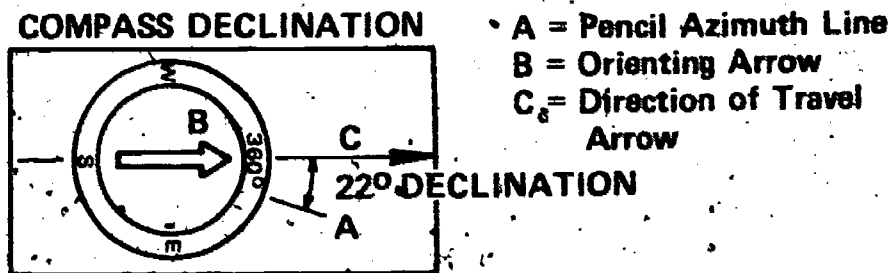 COMPASS DECLINATION
A = Pencil Azimuth Line
B = Orienting Arrow
C = Direction of Travel
Arrow
W
B
S
360°
C
22° DECLINATION
A
E